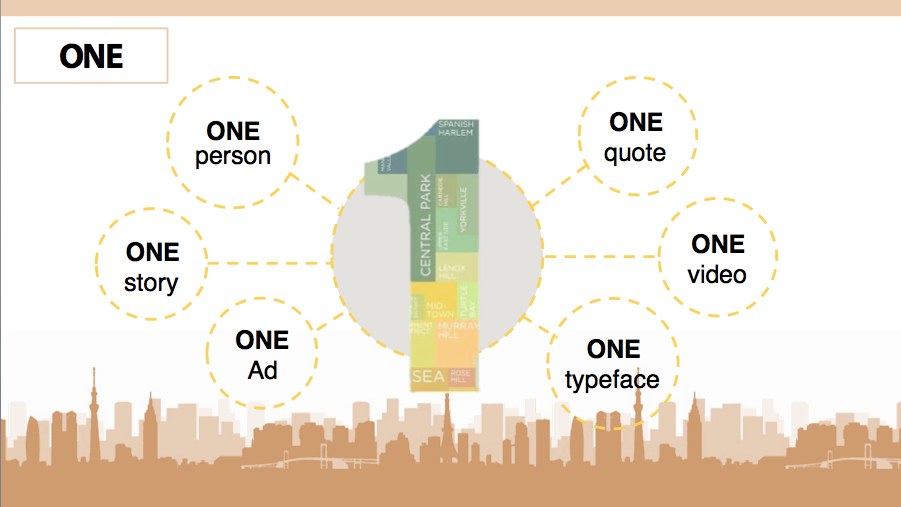 ONE
ONE
person
ONE
story
ONE
Ad
SPANISH
HARLEM
CENTRAL PARK
YORKVILLE
LENOX
HILL
MID-
TOWN
TURTLE
BAY
MURRAY
HILL
SEA
ROSE
HILL
ONE
quote
ONE
video
ONE
typeface